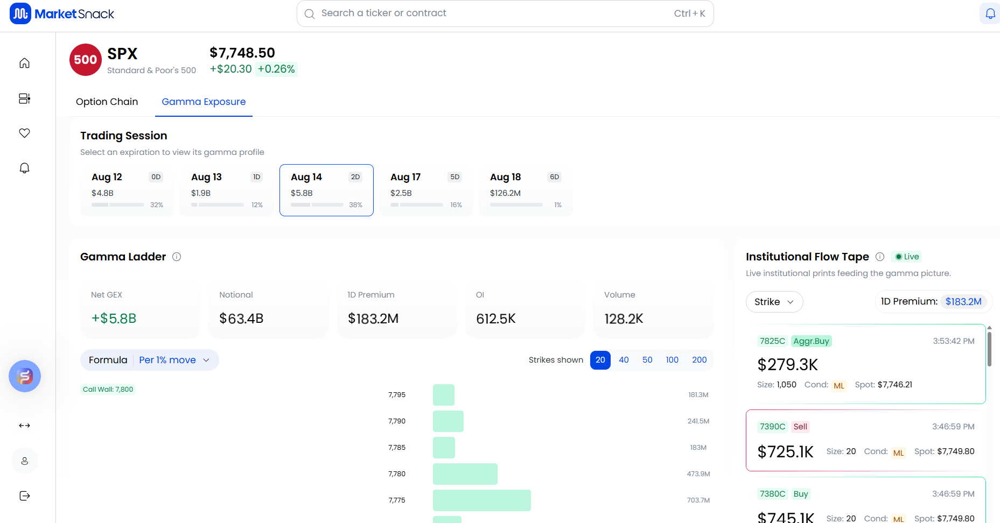 MarketSnack
Search a ticker or contract Ctrl + K
500 SPX $7,748.50
Standard & Poor's 500 +$20.30 +0.26%
Option Chain Gamma Exposure
Trading Session
Select an expiration to view its gamma profile
Aug 12 0D
$4.8B
32%
Aug 13 1D
$1.9B
12%
Aug 14 2D
$5.8B
38%
Aug 17 5D
$2.5B
16%
Aug 18 6D
$126.2M
1%
Gamma Ladder
Net GEX
+$5.8B
Notional
$63.4B
1D Premium
$183.2M
OI
612.5K
Volume
128.2K
Formula Per 1% move
Strikes shown 20 40 50 100 200
Call Wall: 7,800
7,795 181.3M
7,790 241.5M
7,785 183M
7,780 473.9M
7,775 703.7M
Institutional Flow Tape Live
Live institutional prints feeding the gamma picture.
Strike 1D Premium: $183.2M
7825C Aggr.Buy 3:53:42 PM
$279.3K
Size: 1,050 Cond: ML Spot: $7,746.21
7390C Sell 3:46:59 PM
$725.1K Size: 20 Cond: ML Spot: $7,749.80
7380C Buy 3:46:59 PM
$745.1K Size: 20 Cond: ML Spot: $7,749.80